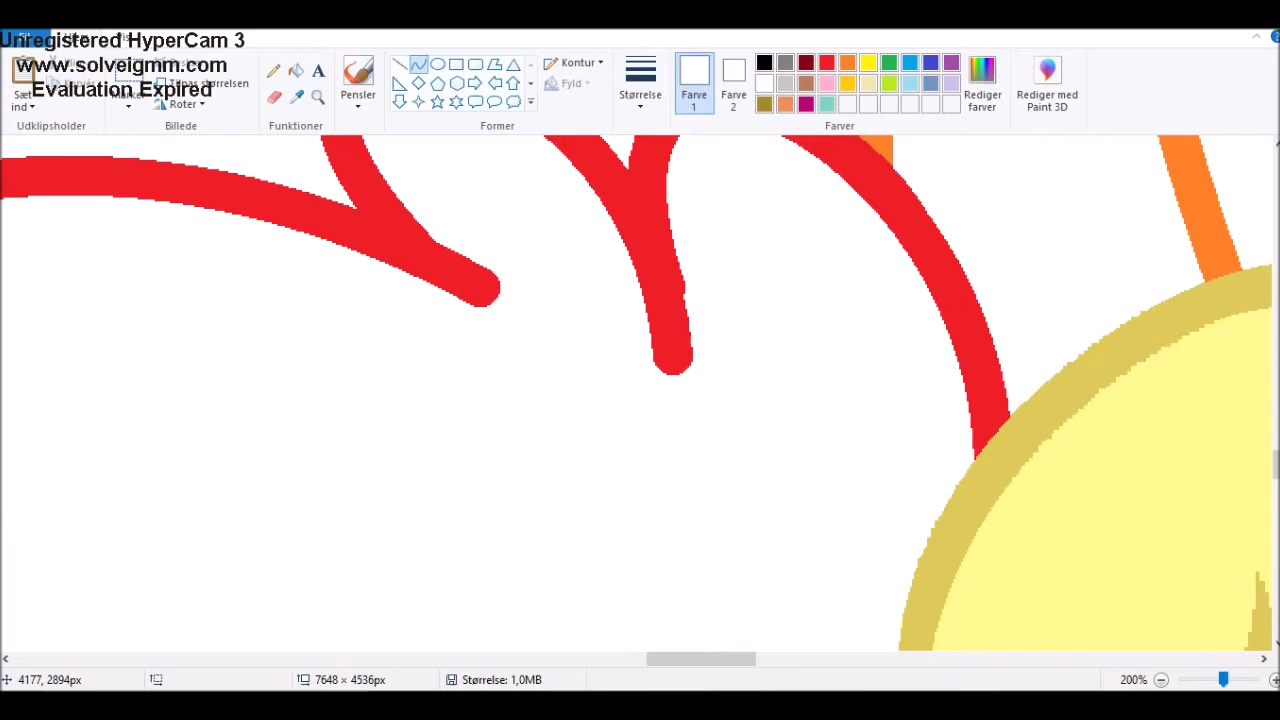 Unregistered HyperCam 3
www.solveigmm.com
Evaluation Expired
Tilpas størrelsen
Sæt
ind
Roter
Pensler
Kontur
Fyld
Størrelse
Farve
1
Farve
2
Rediger
farver
Rediger med
Paint 3D
Udklipsholder
Billede
Funktioner
Former
Farver
4177, 2894px
7648 × 4536px
Størrelse: 1,0MB
200%